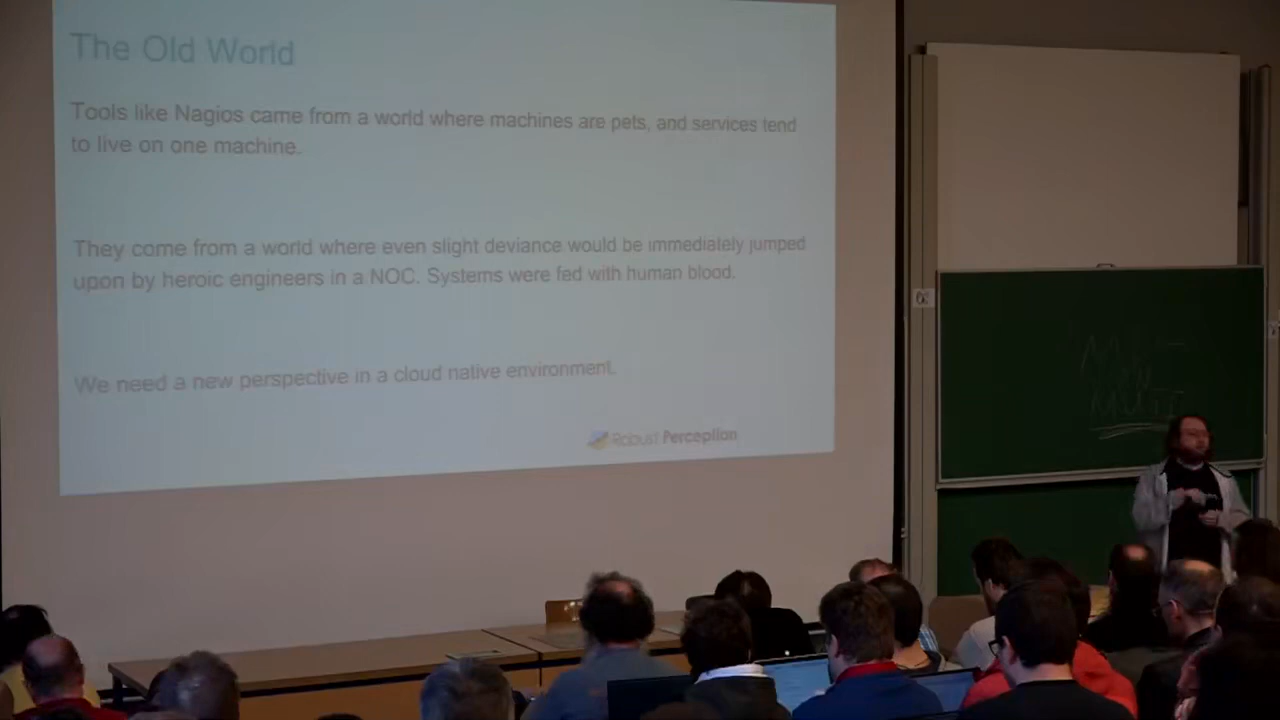 The Old World
Tools like Nagios came from a world where machines are pets, and services tend
to live on one machine.
They come from a world where even slight deviance would be immediately jumped
upon by heroic engineers in a NOC. Systems were fed with human blood.
We need a new perspective in a cloud native environment.
Robust Perception